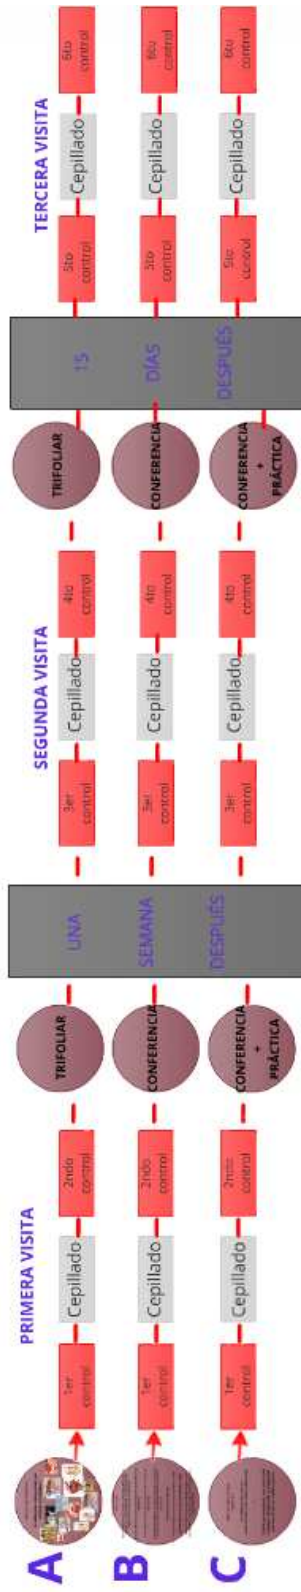 PRIMERA VISITA
SEGUNDA VISITA
TERCERA VISITA
A
1er
control
Cepillado
2ndo
control
TRIFOLIAR
UNA
3er
control
Cepillado
4to
control
TRIFOLIAR
15
5to
control
Cepillado
6to
control
B
1er
control
Cepillado
2ndo
control
CONFERENCIA
SEMANA
3er
control
Cepillado
4to
control
CONFERENCIA
DÍAS
5to
control
Cepillado
6to
control
C
1er
control
Cepillado
2ndo
control
CONFERENCIA
+
PRÁCTICA
DESPUÉS
3er
control
Cepillado
4to
control
CONFERENCIA
+
PRÁCTICA
DESPUÉS
5to
control
Cepillado
6to
control